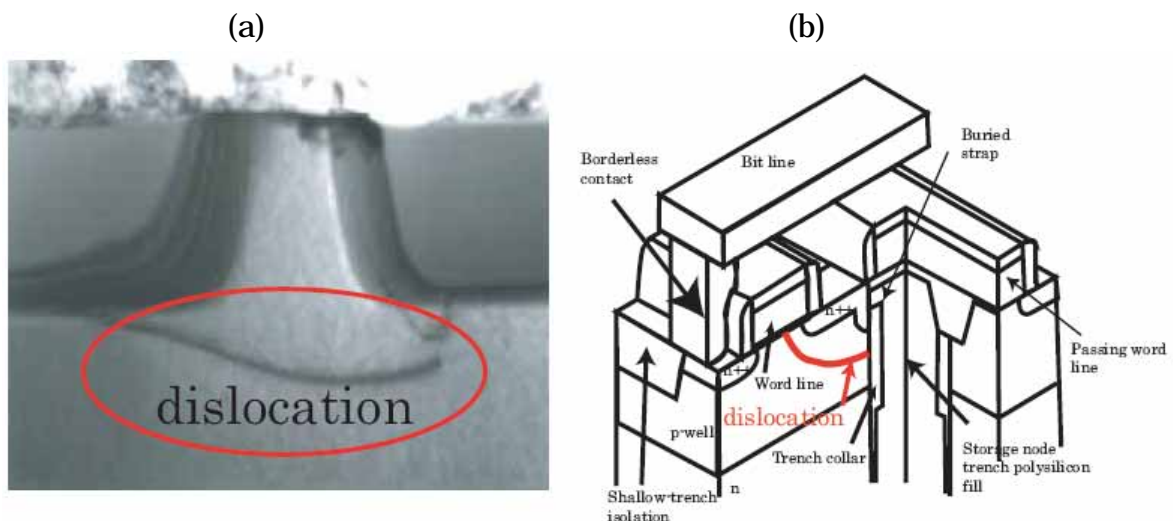 (a)
(b)
dislocation
Bit line
Buried
strap
Borderless
contact
n++
n++
Word line
dislocation
Passing word
line
p-well
Trench collar
Storage node
trench polysilicon
fill
n
Shallow-trench
isolation